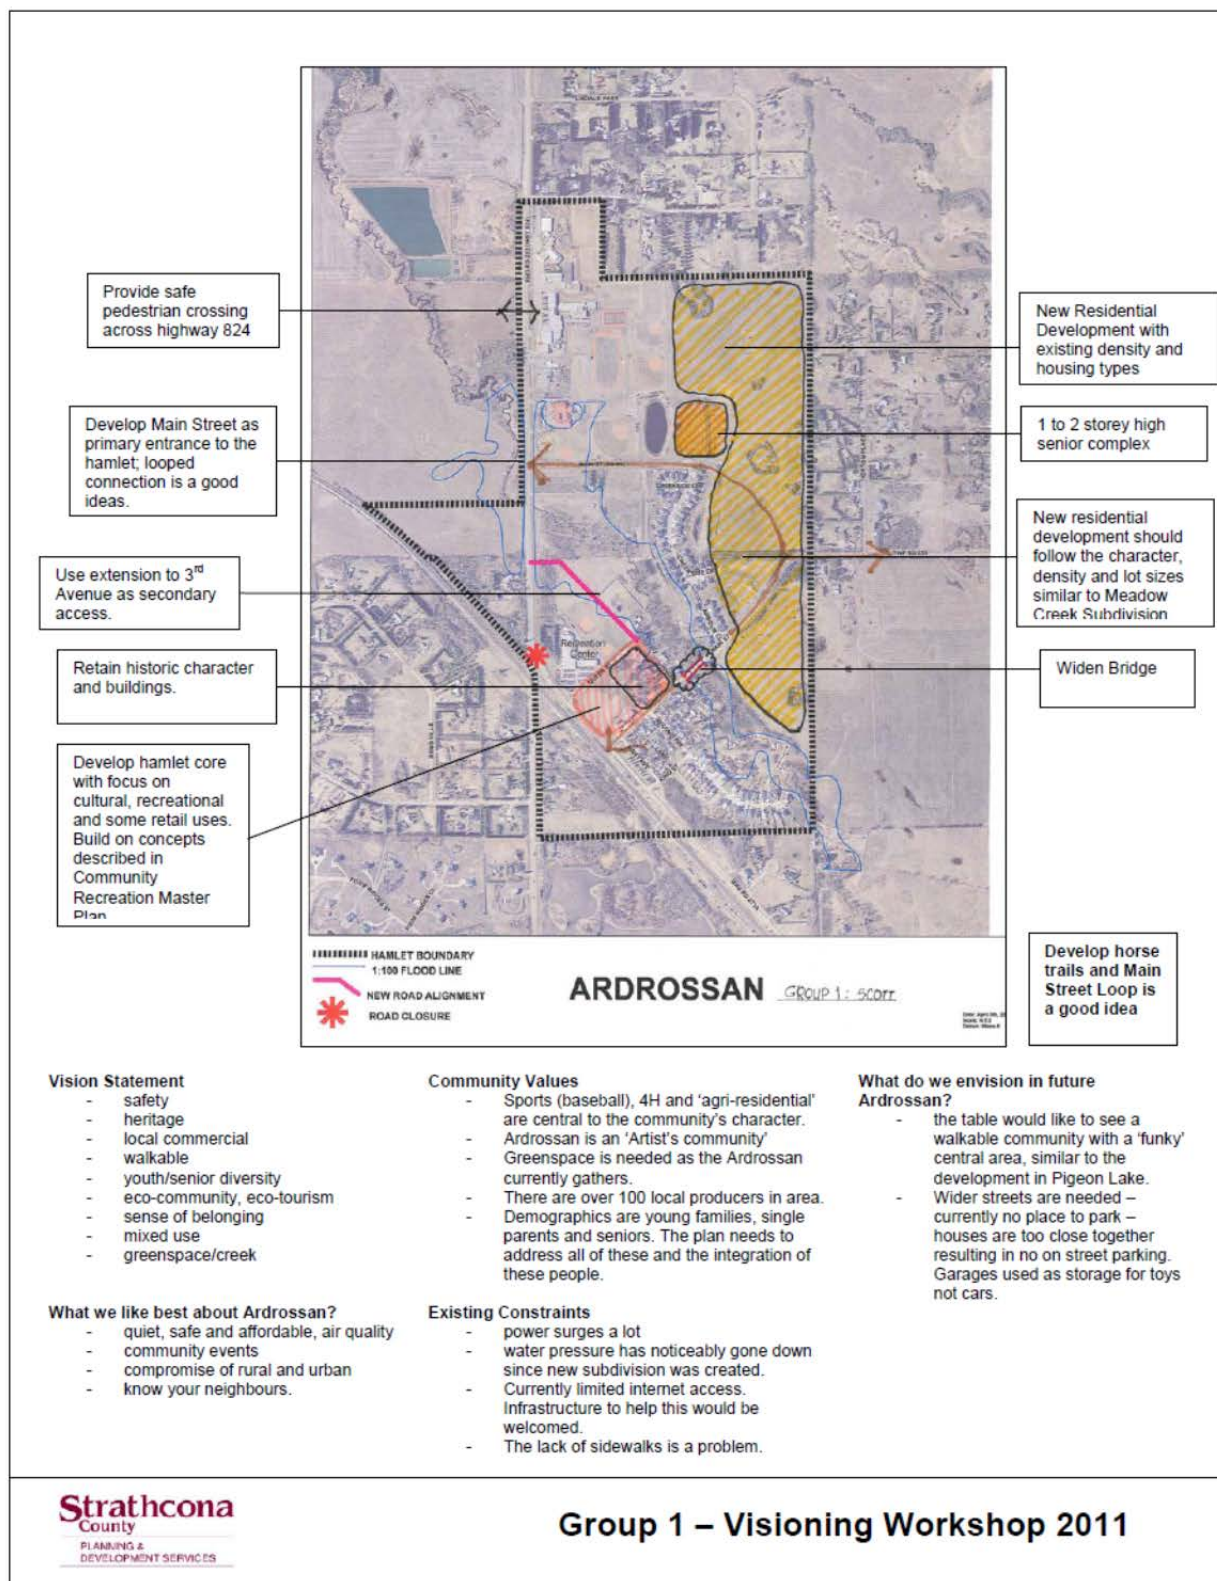 Provide safe
pedestrian crossing
across highway 824
Develop Main Street as
primary entrance to the
hamlet; looped
connection is a good
ideas.
Use extension to 3rd
Avenue as secondary
access.
Retain historic character
and buildings.
Develop hamlet core
with focus on
cultural, recreational
and some retail uses.
Build on concepts
described in
Community
Recreation Master
Plan
Recreation
Center
New Residential
Development with
existing density and
housing types
1 to 2 storey high
senior complex
New residential
development should
follow the character,
density and lot sizes
similar to Meadow
Creek Subdivision
Widen Bridge
Develop horse
trails and Main
Street Loop is
a good idea
HAMLET BOUNDARY
1:100 FLOOD LINE
NEW ROAD ALIGNMENT
ROAD CLOSURE
ARDROSSAN GROUP 1: SCOTT
Vision Statement
- safety
- heritage
- local commercial
- walkable
- youth/senior diversity
- eco-community, eco-tourism
- sense of belonging
- mixed use
- greenspace/creek
What we like best about Ardrossan?
- quiet, safe and affordable, air quality
- community events
- compromise of rural and urban
- know your neighbours.
Community Values
- Sports (baseball), 4H and ‘agri-residential’
are central to the community’s character.
- Ardrossan is an ‘Artist’s community’
- Greenspace is needed as the Ardrossan
currently gathers.
- There are over 100 local producers in area.
- Demographics are young families, single
parents and seniors. The plan needs to
address all of these and the integration of
these people.
Existing Constraints
- power surges a lot
- water pressure has noticeably gone down
since new subdivision was created.
- Currently limited internet access.
Infrastructure to help this would be
welcomed.
- The lack of sidewalks is a problem.
What do we envision in future
Ardrossan?
- the table would like to see a
walkable community with a ‘funky’
central area, similar to the
development in Pigeon Lake.
- Wider streets are needed –
currently no place to park –
houses are too close together
resulting in no on street parking.
Garages used as storage for toys
not cars.
Strathcona
County
PLANNING &
DEVELOPMENT SERVICES
Group 1 – Visioning Workshop 2011